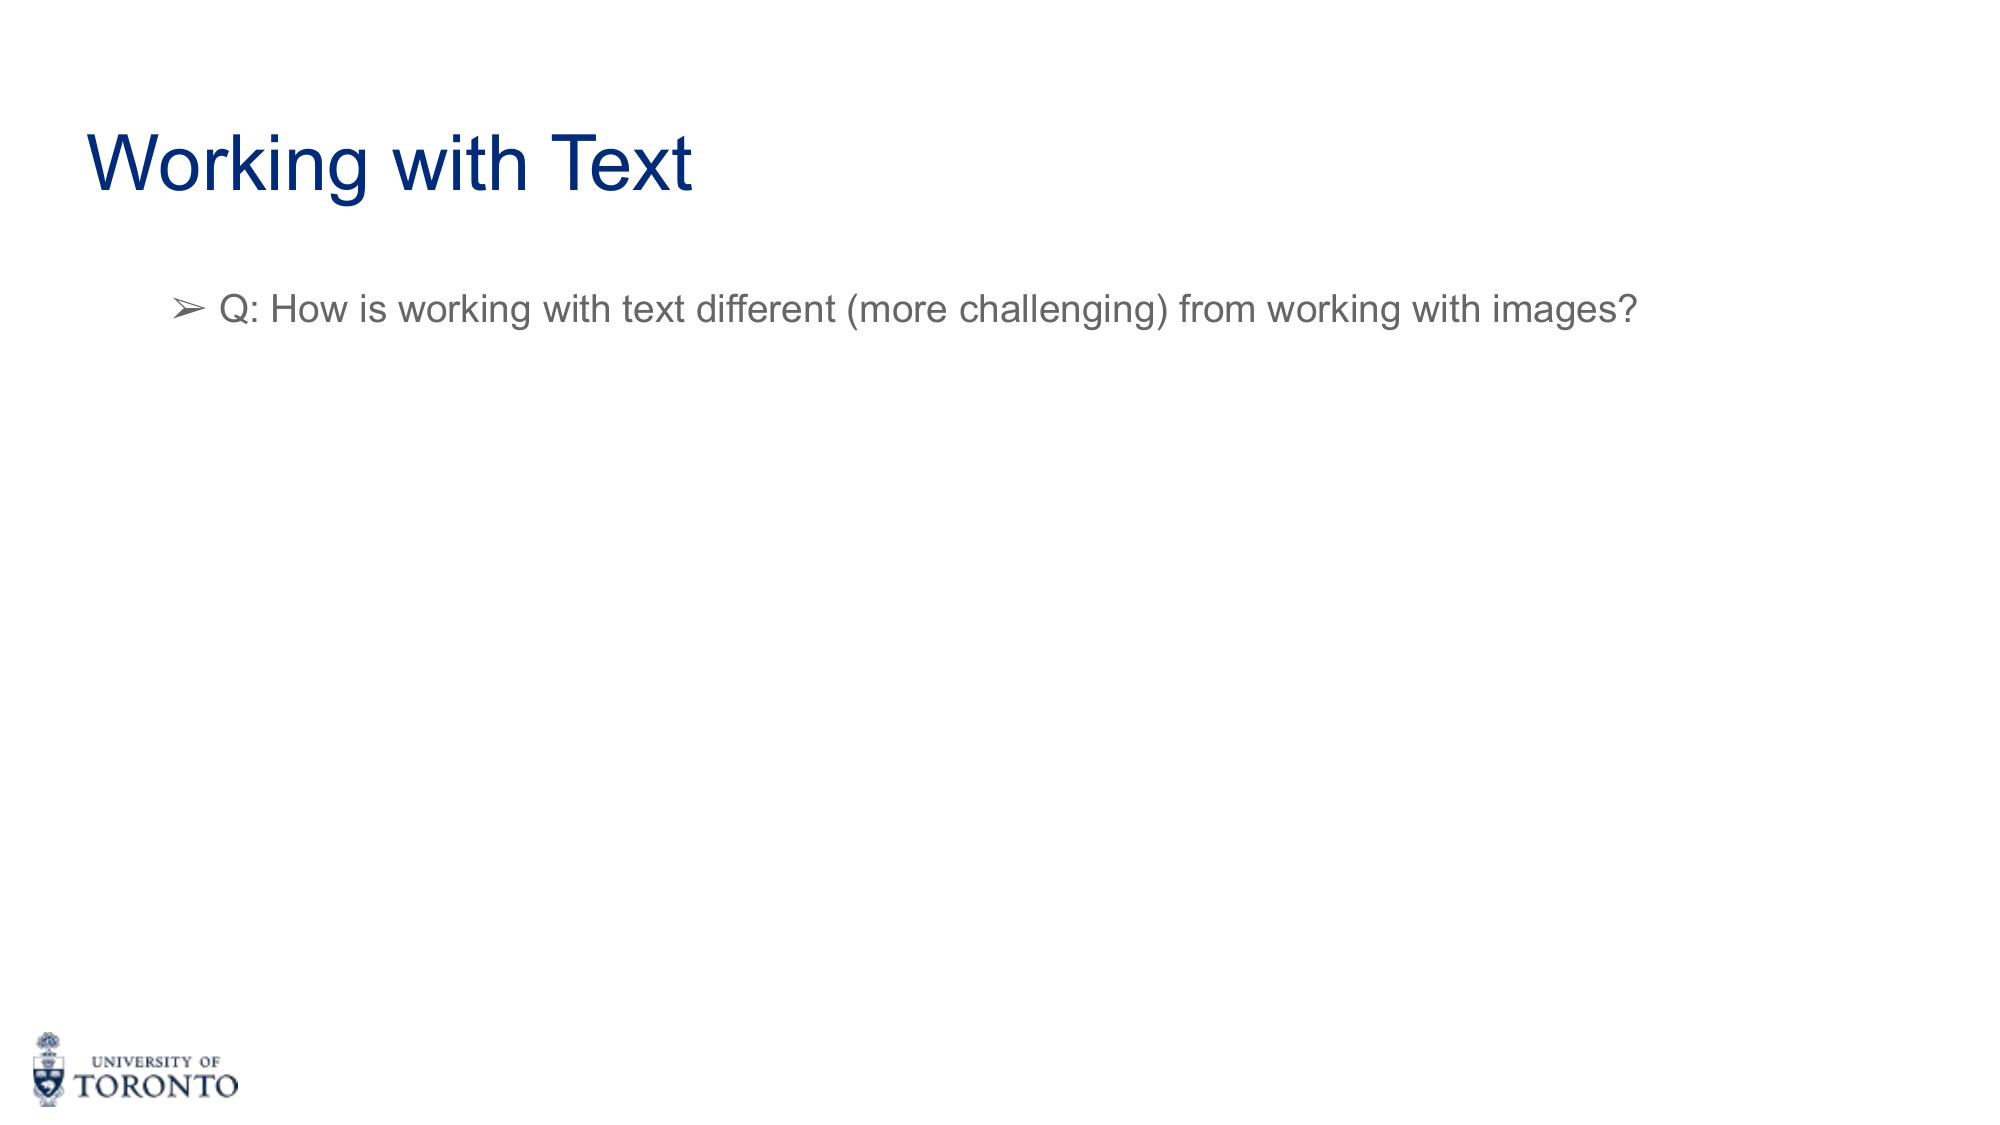 Working with Text
➢ Q: How is working with text different (more challenging) from working with images?
UNIVERSITY OF
TORONTO